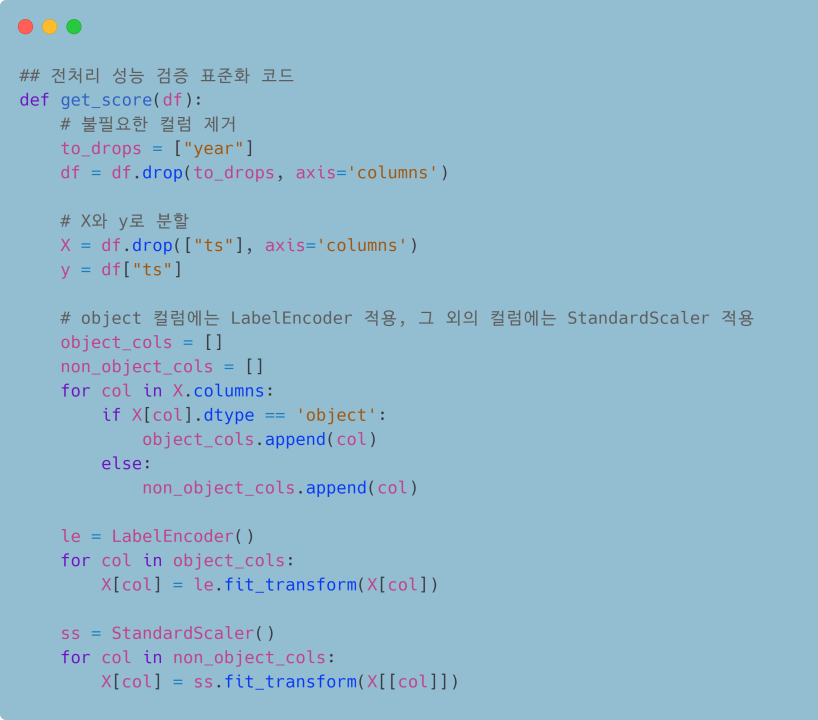 ## 전처리 성능 검증 표준화 코드
def get_score(df):
    # 불필요한 컬럼 제거
    to_drops = ["year"]
    df = df.drop(to_drops, axis='columns')

    # X와 y로 분할
    X = df.drop(["ts"], axis='columns')
    y = df["ts"]

    # object 컬럼에는 LabelEncoder 적용, 그 외의 컬럼에는 StandardScaler 적용
    object_cols = []
    non_object_cols = []
    for col in X.columns:
        if X[col].dtype == 'object':
            object_cols.append(col)
        else:
            non_object_cols.append(col)

    le = LabelEncoder()
    for col in object_cols:
        X[col] = le.fit_transform(X[col])

    ss = StandardScaler()
    for col in non_object_cols:
        X[col] = ss.fit_transform(X[[col]])